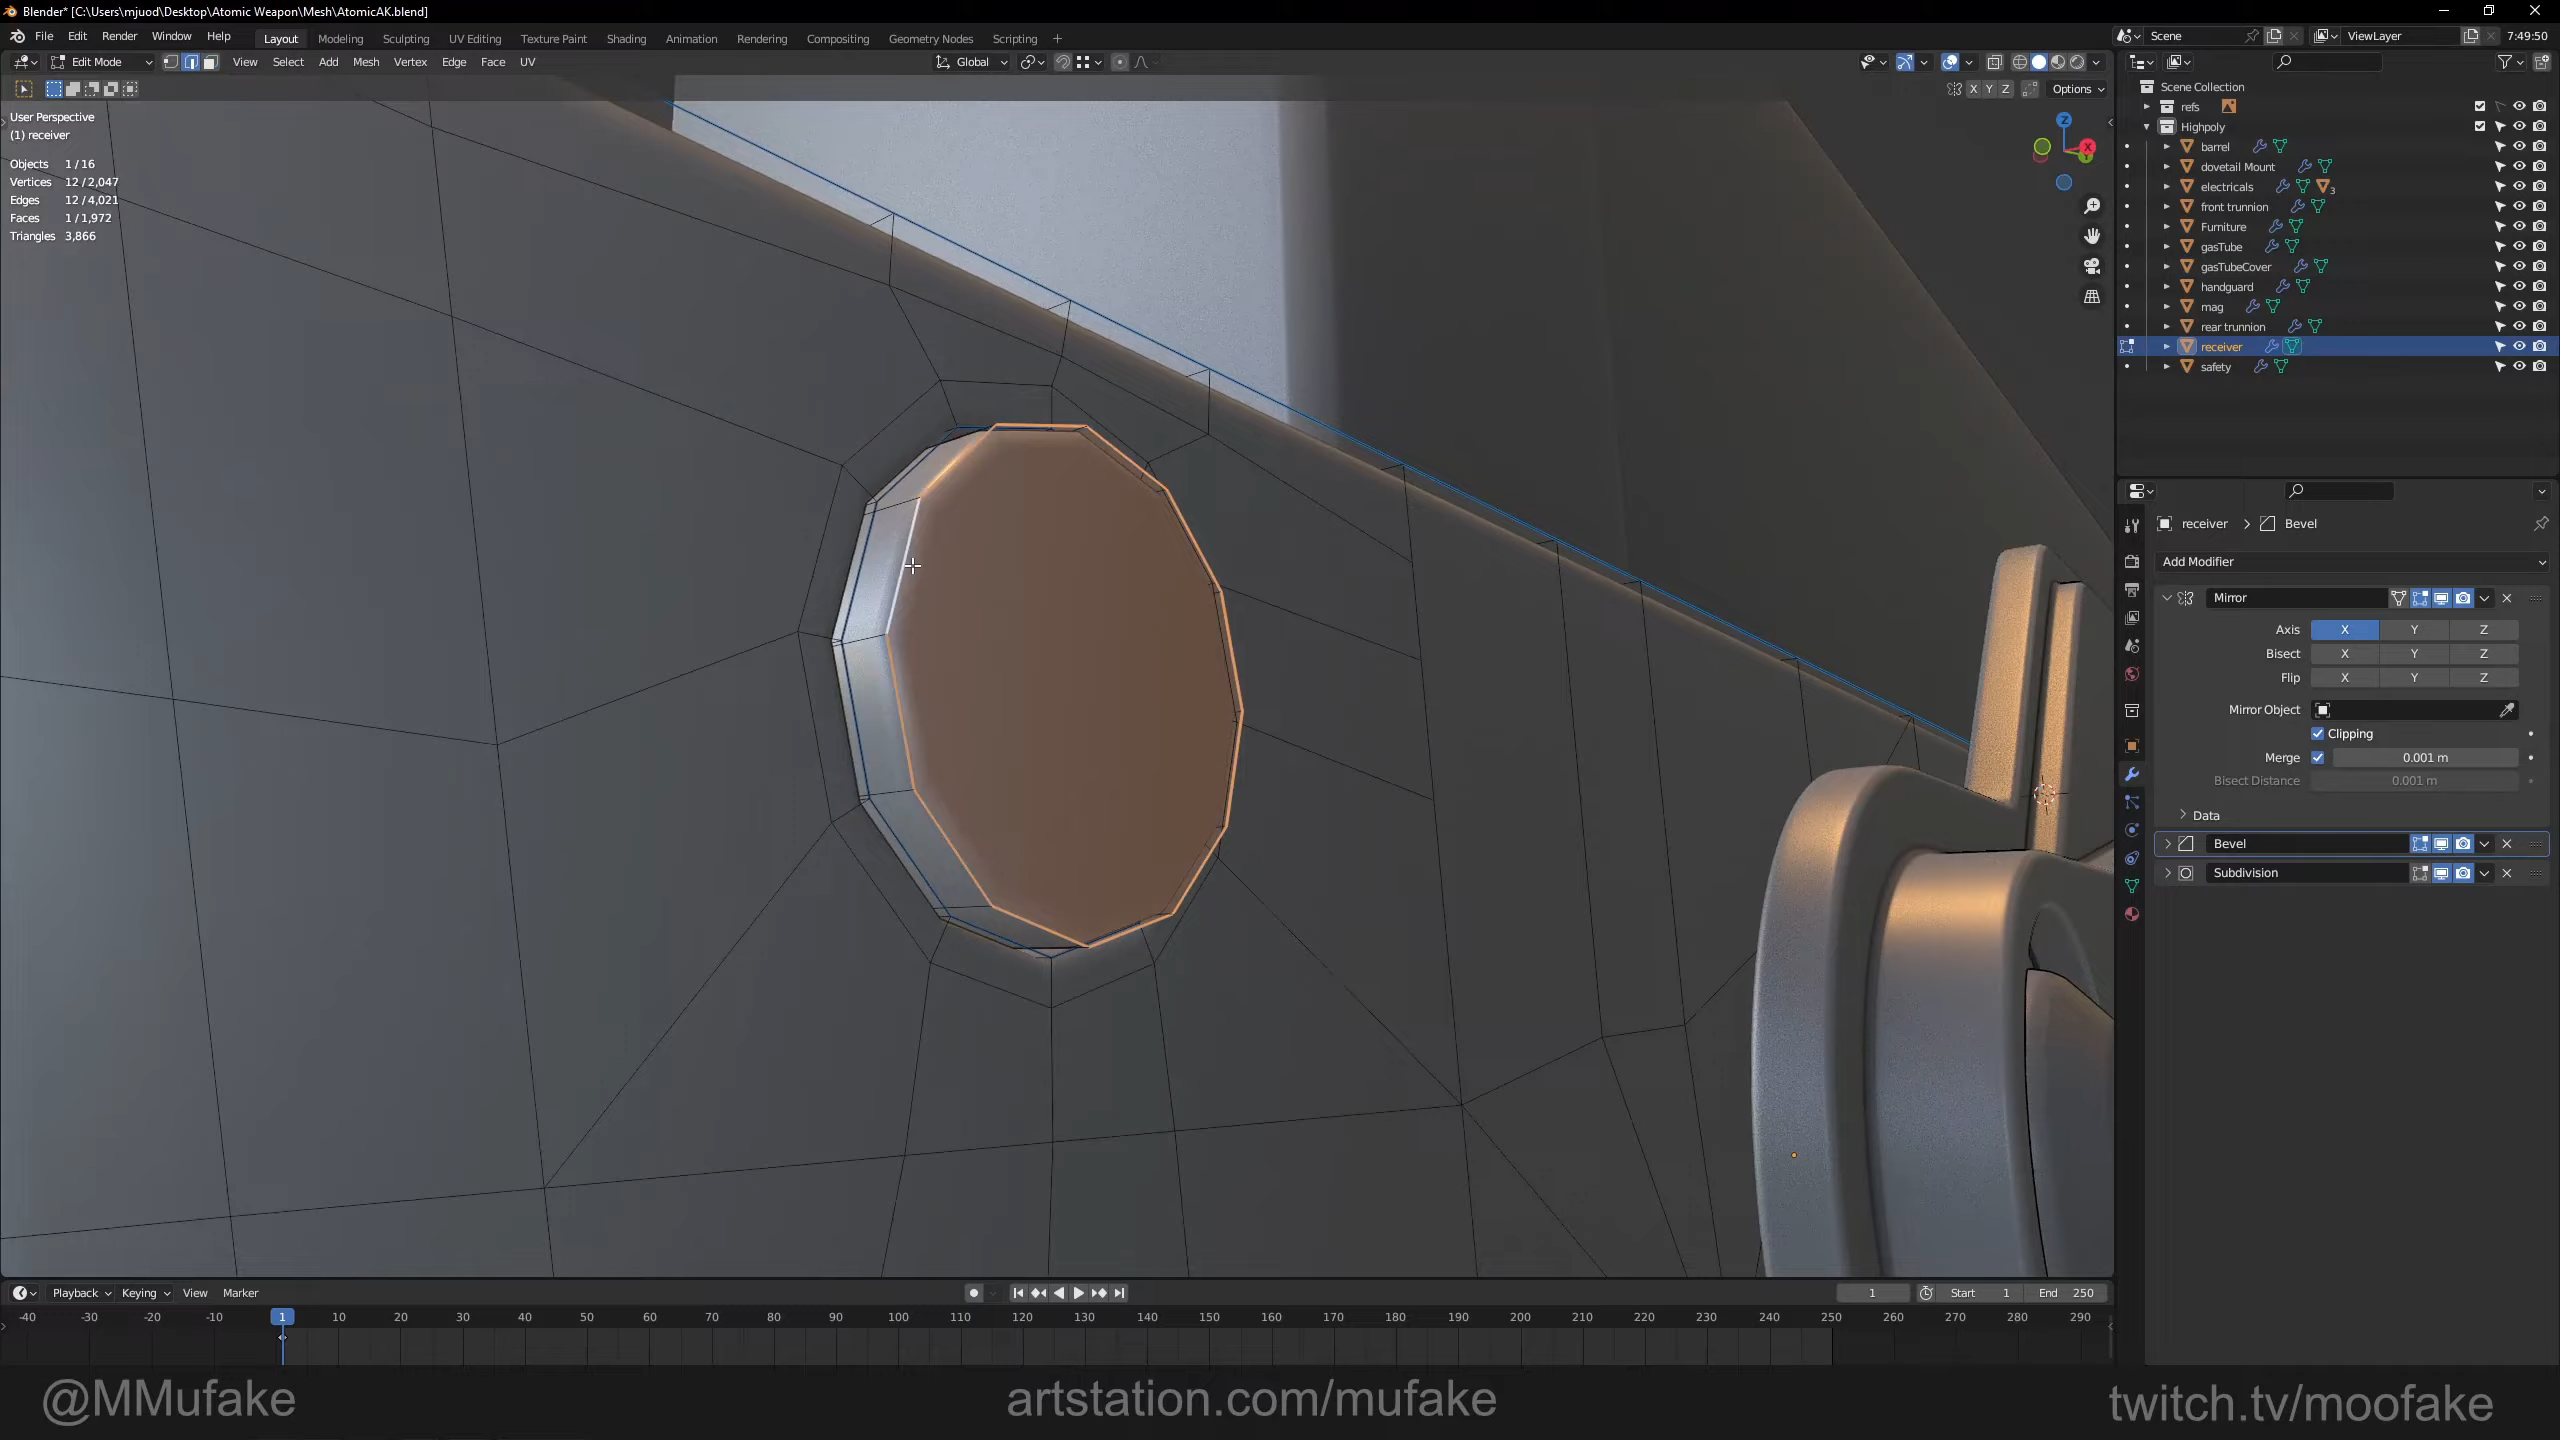 Blender* [C:\Users\mjuod\Desktop\Atomic Weapon\Mesh\AtomicAK.blend]
File Edit Render Window Help Layout Modeling Sculpting UV Editing Texture Paint Shading Animation Rendering Compositing Geometry Nodes Scripting + Scene ViewLayer 7:49:50
Edit Mode View Select Add Mesh Vertex Edge Face UV Global
X Y Z Options
User Perspective
(1) receiver
Objects 1 / 16
Vertices 12 / 2,047
Edges 12 / 4,021
Faces 1 / 1,972
Triangles 3,866
Z
X
Y
Scene Collection
refs
Highpoly
barrel
dovetail Mount
electricals 3
front trunnion
Furniture
gasTube
gasTubeCover
handguard
mag
rear trunnion
receiver
safety
receiver > Bevel
Add Modifier
Mirror
Axis X Y Z
Bisect X Y Z
Flip X Y Z
Mirror Object
Clipping
Merge 0.001 m
Bisect Distance 0.001 m
Data
Bevel
Subdivision
Playback Keying View Marker 1 Start 1 End 250
-40 -30 -20 -10 1 10 20 30 40 50 60 70 80 90 100 110 120 130 140 150 160 170 180 190 200 210 220 230 240 250 260 270 280 290
@MMufake artstation.com/mufake twitch.tv/moofake